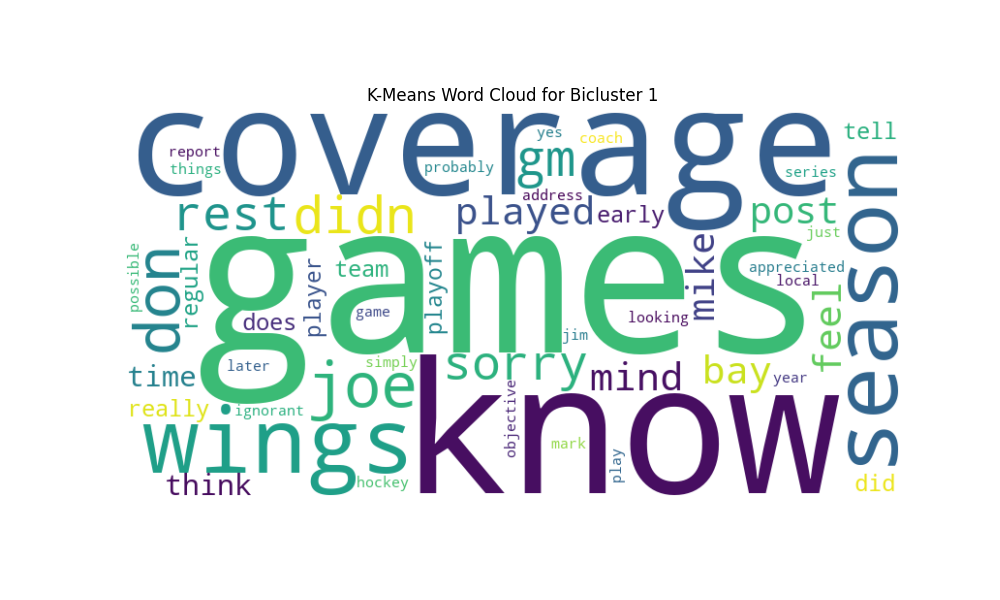 K-Means Word Cloud for Bicluster 1
coverage
yes
coach
gm
tell
report
things
probably
series
address
rest
didn
played
early
post
just
season
games
don
regular
possible
player
team
playoff
mike
appreciated
local
does
game
looking
jim
feel
later
simply
sorry
mind
bay
year
time
joe
know
really
ignorant
objective
wings
mark
play
think
hockey
did